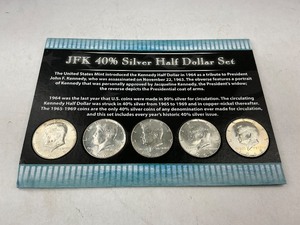 JFK 40% Silver Half Dollar Set
The United States Mint introduced the Kennedy Half Dollar in 1964 as a tribute to President
John F. Kennedy, who was assassinated on November 22, 1963. The obverse features a portrait
of Kennedy that was personally approved by Jacqueline Kennedy, the President's widow;
the reverse depicts the Presidential coat of arms.
1964 was the last year that U.S. coins were made in 90% silver for circulation. The circulating
Kennedy Half Dollar was struck in 40% silver from 1965 to 1969 and in copper-nickel thereafter.
The 1965-1969 coins are the only 40% silver coins of any denomination ever made for circulation,
and this set includes every year's historic 40% silver issue.